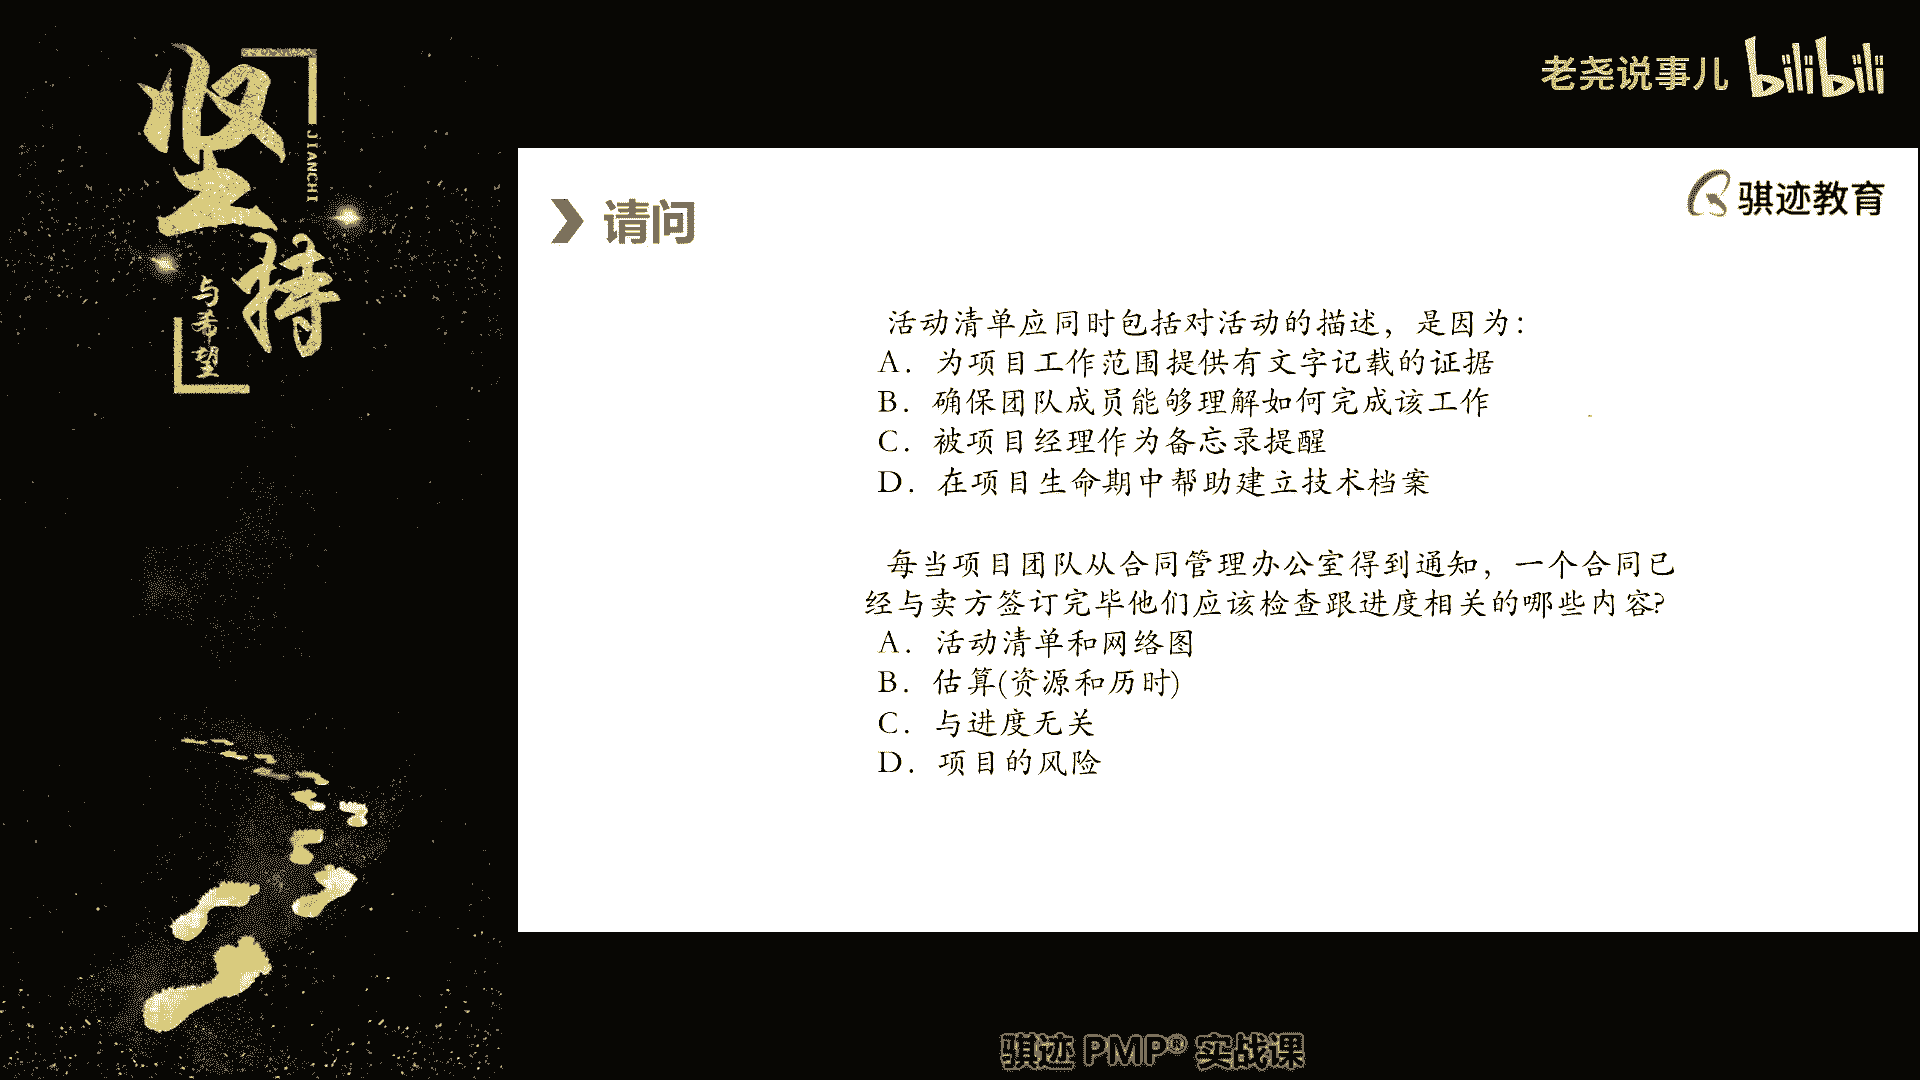 坚持
JIANCHI
与希望
老尧说事儿 bilibili
骐迹教育
请问
活动清单应同时包括对活动的描述，是因为：
A. 为项目工作范围提供有文字记载的证据
B. 确保团队成员能够理解如何完成该工作
C. 被项目经理作为备忘录提醒
D. 在项目生命期中帮助建立技术档案
每当项目团队从合同管理办公室得到通知，一个合同已
经与卖方签订完毕他们应该检查跟进度相关的哪些内容?
A. 活动清单和网络图
B. 估算(资源和历时)
C. 与进度无关
D. 项目的风险
骐迹 PMP® 实战课